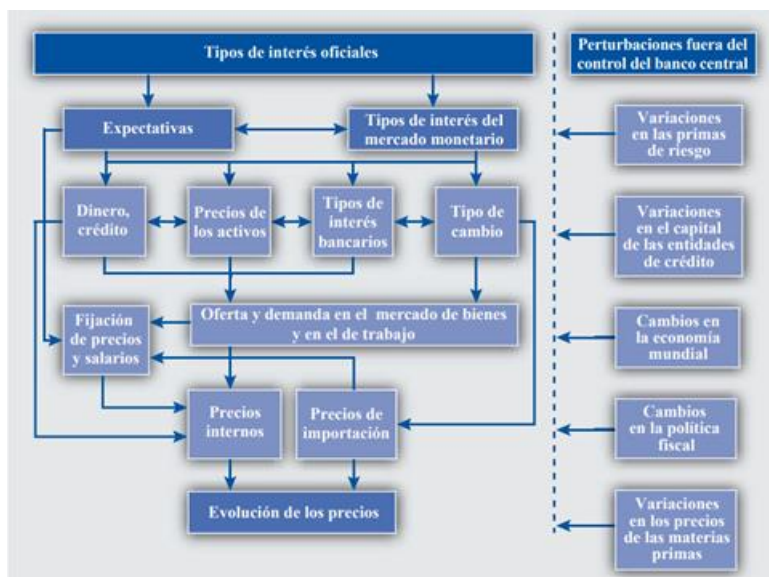 Tipos de interés oficiales
Perturbaciones fuera del
control del banco central
Expectativas
Tipos de interés del
mercado monetario
Variaciones
en las primas
de riesgo
Dinero,
crédito
Precios de
los activos
Tipos de
interés
bancarios
Tipo de
cambio
Variaciones
en el capital
de las entidades
de crédito
Fijación
de precios
y salarios
Oferta y demanda en el mercado de bienes
y en el de trabajo
Cambios en
la economía
mundial
Precios
internos
Precios de
importación
Cambios
en la política
fiscal
Evolución de los precios
Variaciones
en los precios
de las materias
primas